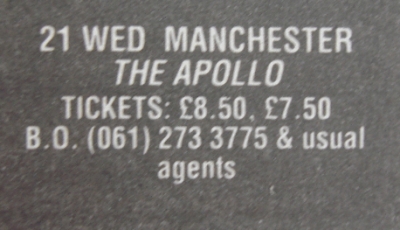 21 WED MANCHESTER
THE APOLLO
TICKETS: £8.50, £7.50
B.O. (061) 273 3775 & usual
agents